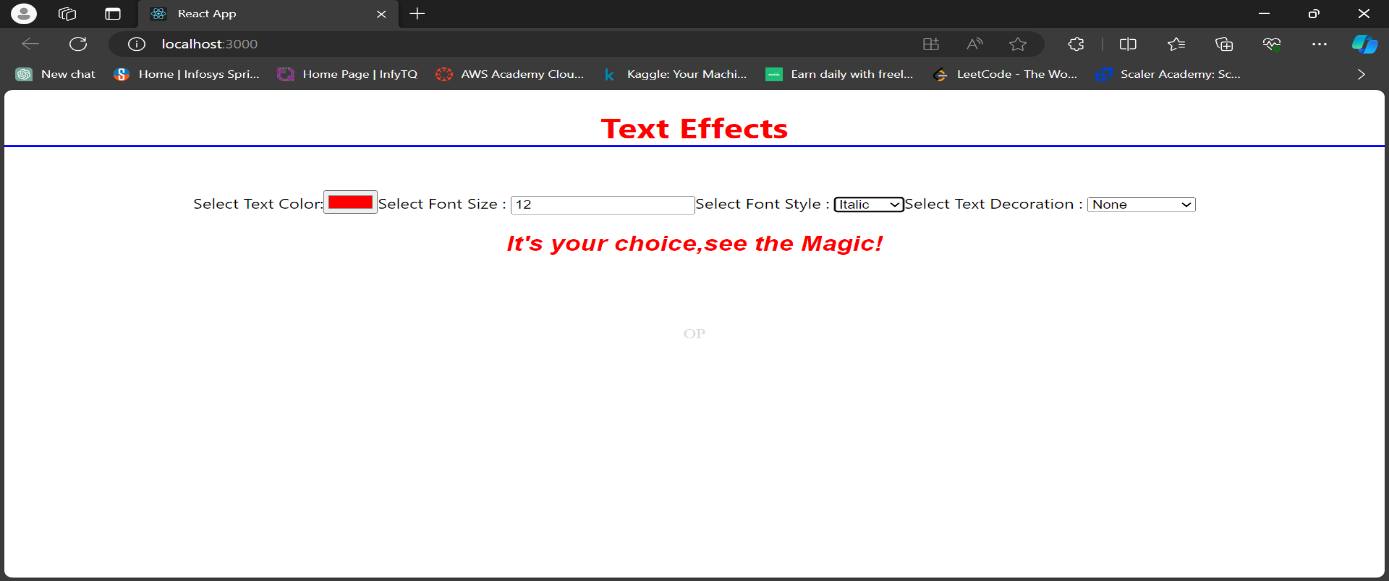 React App
localhost:3000
New chat
Home | Infosys Spri...
Home Page | InfyTQ
AWS Academy Clou...
Kaggle: Your Machi...
Earn daily with freel...
LeetCode - The Wo...
Scaler Academy: Sc...
Text Effects
Select Text Color: Select Font Size : 12 Select Font Style : Italic Select Text Decoration : None
It's your choice,see the Magic!
OP